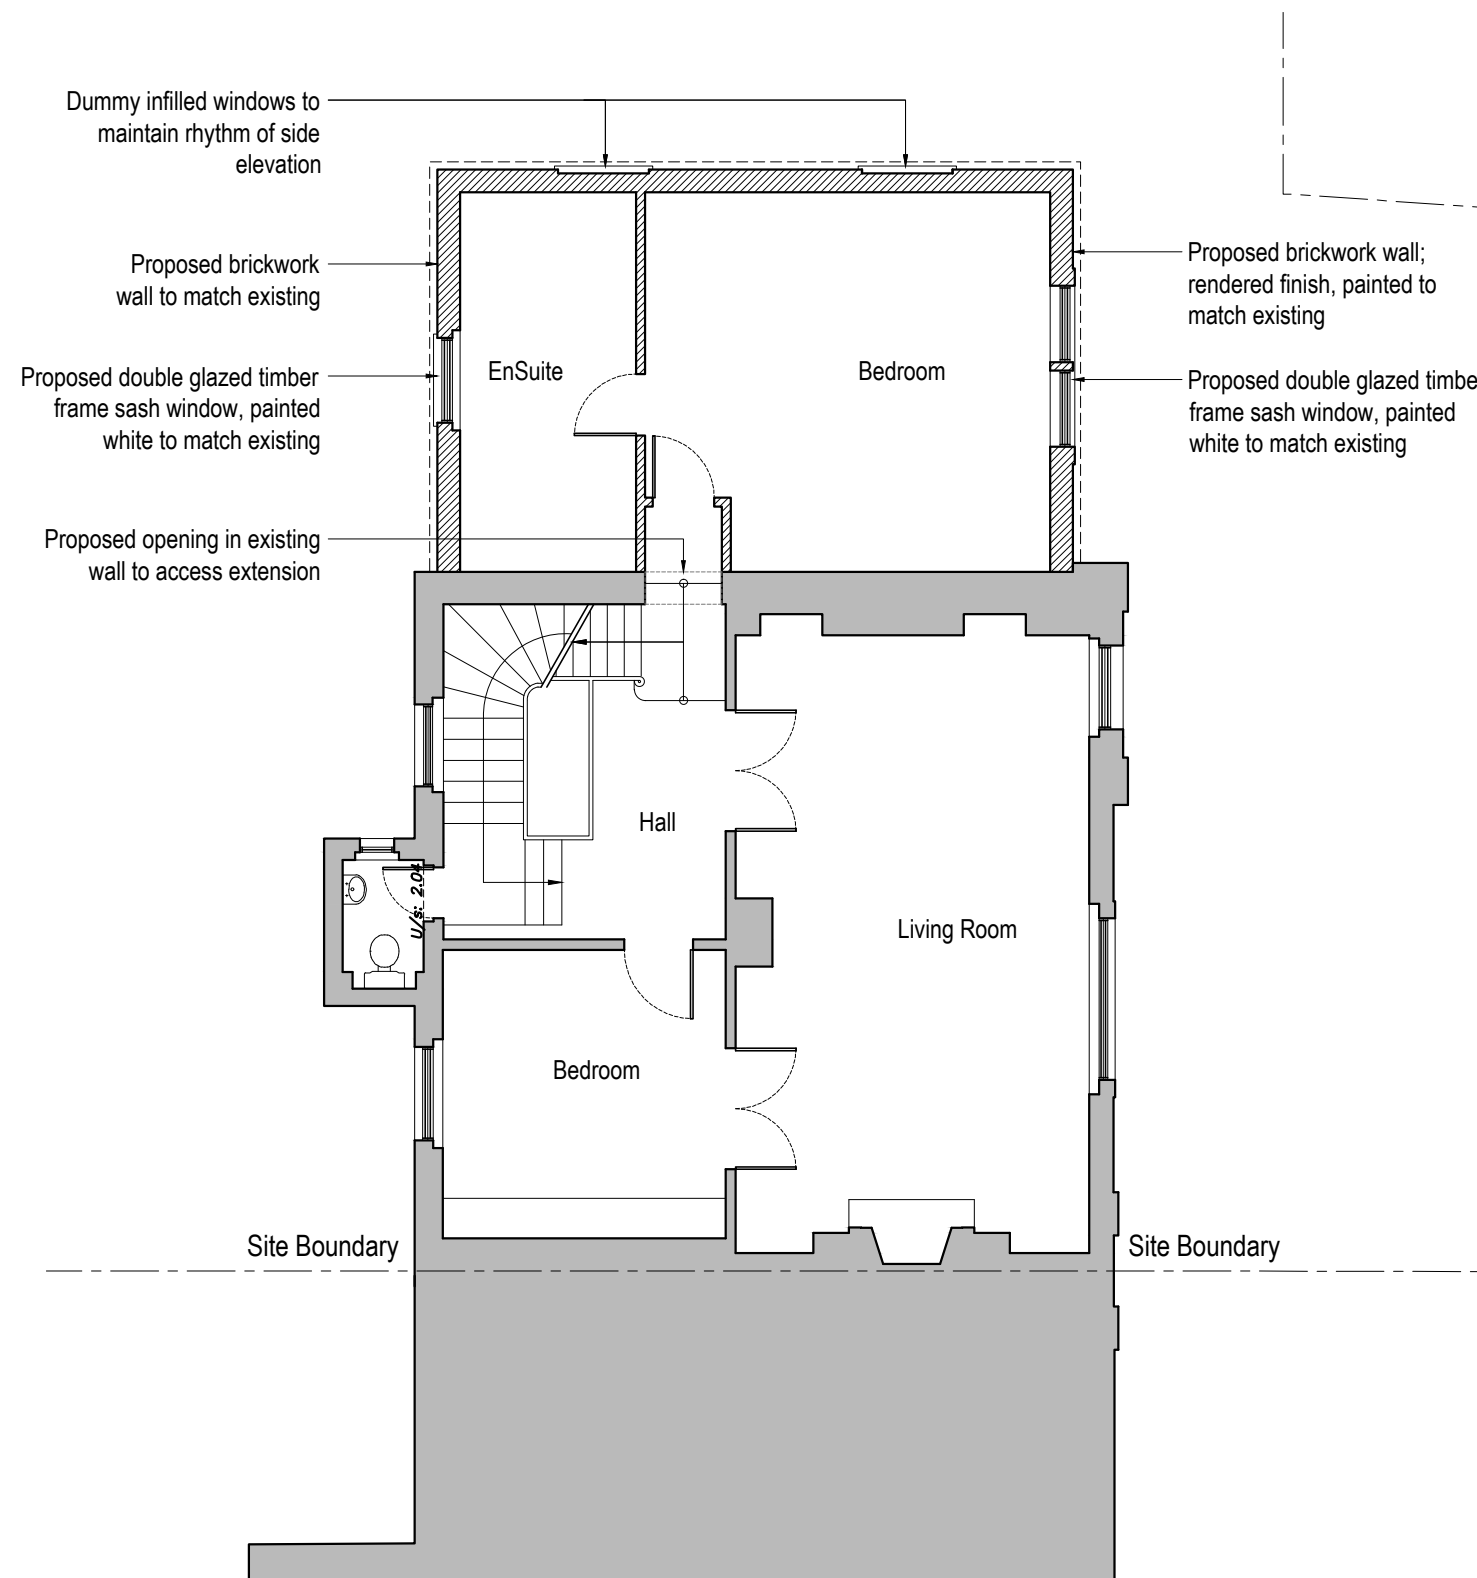 Dummy infilled windows to
maintain rhythm of side
elevation
Proposed brickwork
wall to match existing
Proposed brickwork wall;
rendered finish, painted to
match existing
Proposed double glazed timber
frame sash window, painted
white to match existing
EnSuite
Bedroom
Proposed double glazed timbe
frame sash window, painted
white to match existing
Proposed opening in existing
wall to access extension
Hall
U/s: 2.04
Living Room
Bedroom
Site Boundary
Site Boundary